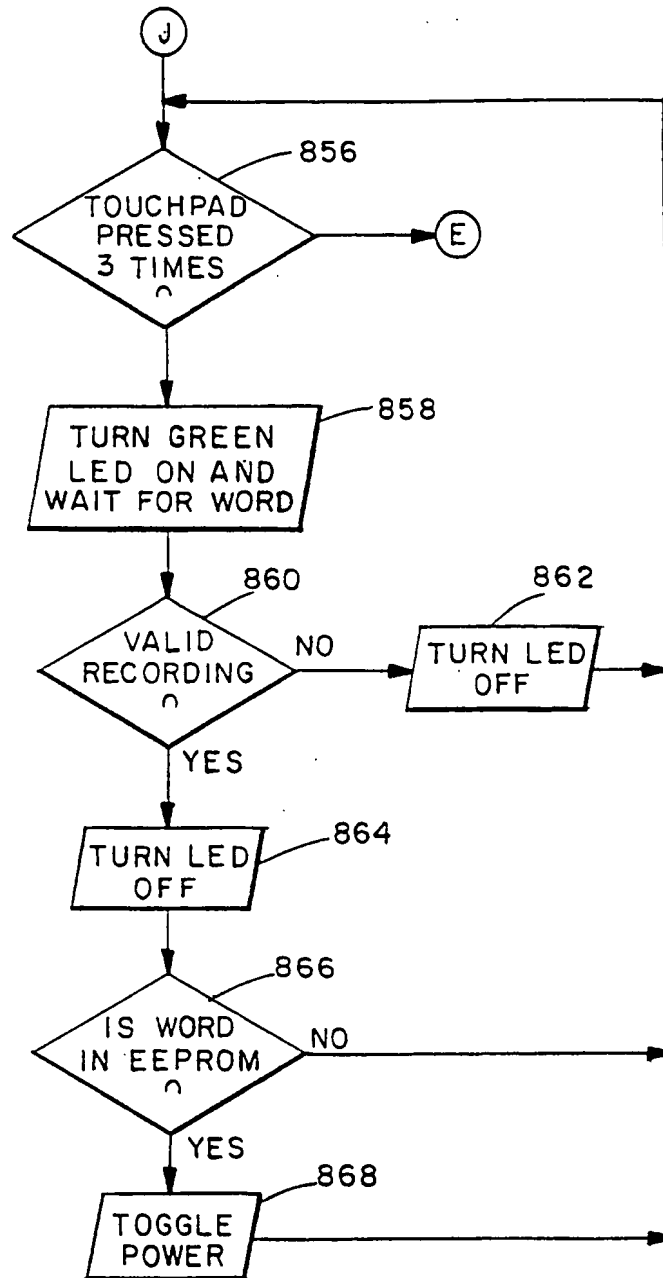 J
856
TOUCHPAD
PRESSED
3 TIMES
E
858
TURN GREEN
LED ON AND
WAIT FOR WORD
860
VALID
RECORDING
NO
YES
862
TURN LED
OFF
864
TURN LED
OFF
866
IS WORD
IN EEPROM
NO
YES
868
TOGGLE
POWER